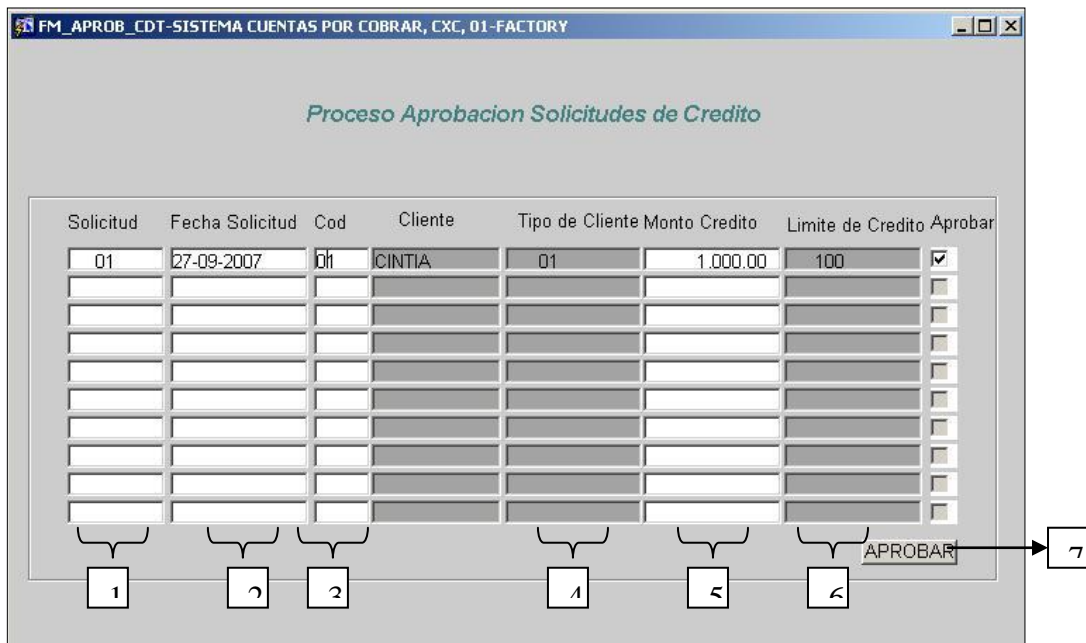 FM_APROB_CDT-SISTEMA CUENTAS POR COBRAR, CXC, 01-FACTORY
Proceso Aprobacion Solicitudes de Credito
Solicitud Fecha Solicitud Cod Cliente Tipo de Cliente Monto Credito Limite de Credito Aprobar
01 27-09-2007 01 CINTIA 01 1.000.00 100
APROBAR 7
1 2 3 4 5 6